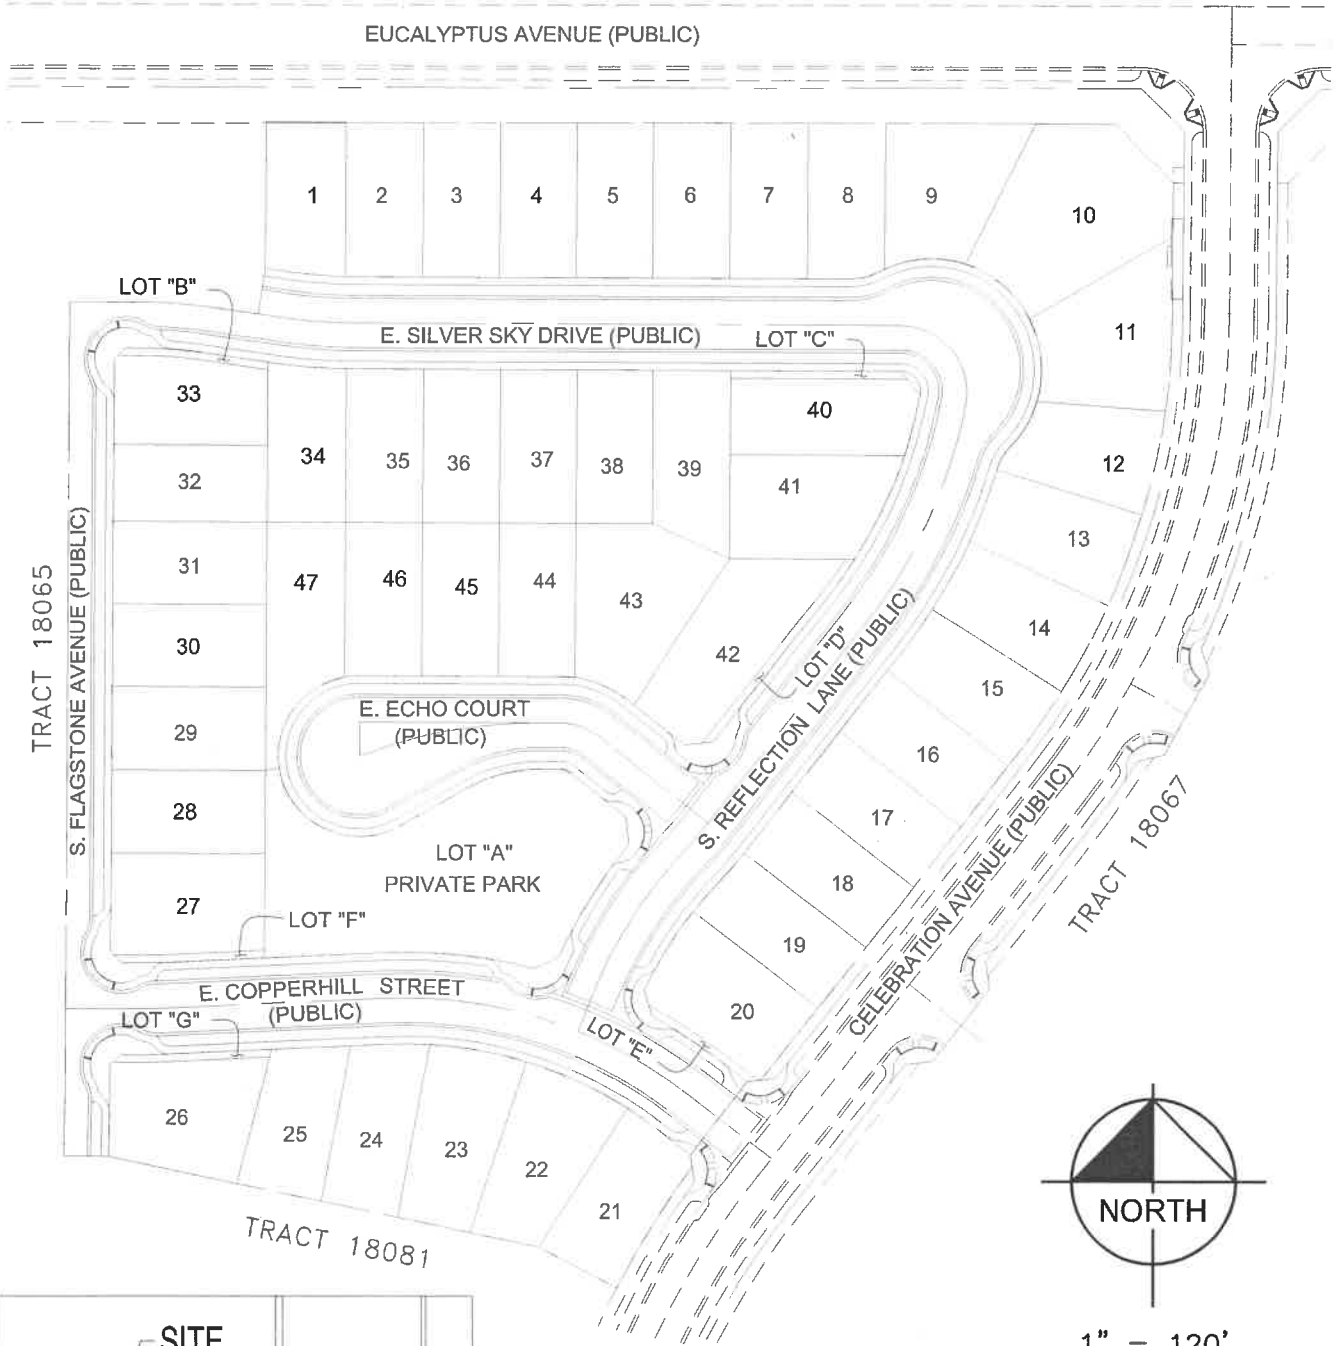 EUCALYPTUS AVENUE (PUBLIC)
1
2
3
4
5
6
7
8
9
10
LOT "B"
E. SILVER SKY DRIVE (PUBLIC)
LOT "C"
11
33
40
34
35
36
37
38
39
12
32
41
13
S. FLAGSTONE AVENUE (PUBLIC)
TRACT 18065
31
47
46
45
44
43
14
30
42
LOT "D"
S. REFLECTION LANE (PUBLIC)
15
29
E. ECHO COURT
(PUBLIC)
16
28
17
CELEBRATION AVENUE (PUBLIC)
TRACT 18067
LOT "A"
PRIVATE PARK
18
27
LOT "F"
19
E. COPPERHILL STREET
(PUBLIC)
LOT "G"
20
LOT "E"
26
25
24
23
22
21
TRACT 18081
NORTH
SITE
1" = 120'